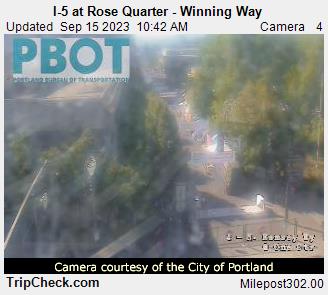 I-5 at Rose Quarter - Winning Way
Updated Sep 15 2023 10:42 AM Camera 4
PBOT
PORTLAND BUREAU OF TRANSPORTATION
Camera courtesy of the City of Portland
TripCheck.com Milepost302.00